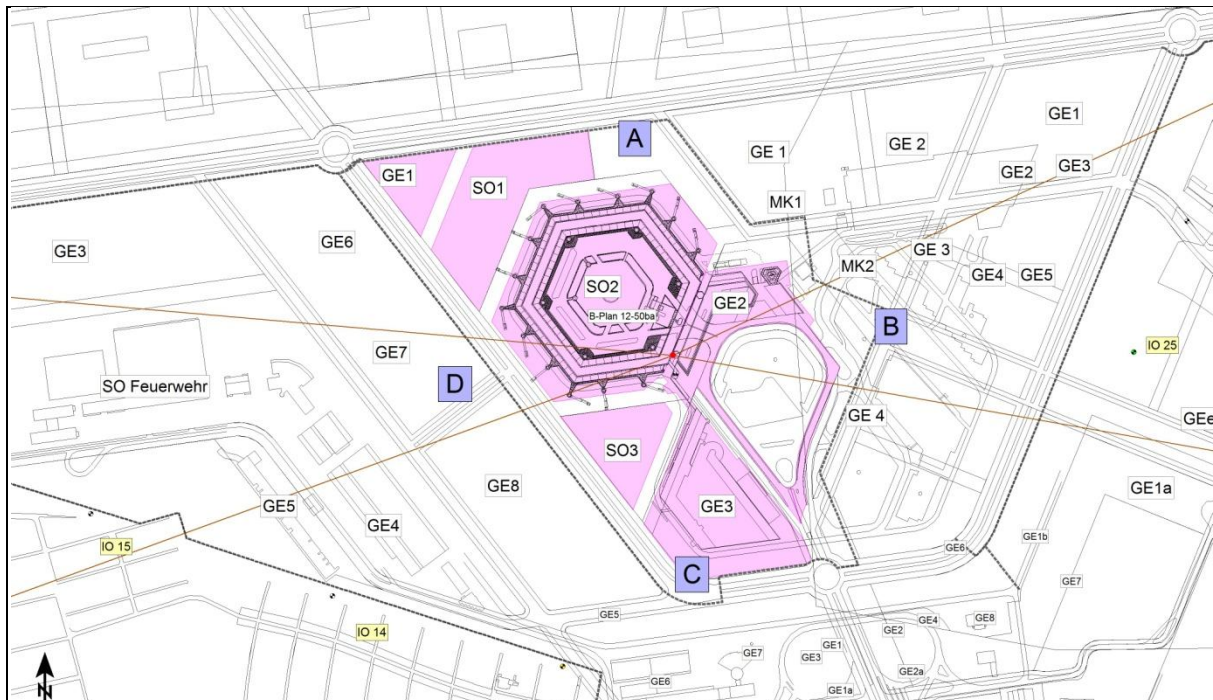 A
GE1
GE 1
GE 2
GE1
SO1
GE2
GE3
MK1
GE6
GE3
GE 3
MK2
GE4
GE5
SO2
GE2
B-Plan 12-50ba
B
IO 25
GE7
SO Feuerwehr
D
GE 4
GEe
SO3
GE8
GE1a
GE5
GE3
GE4
IO 15
GE6
GE1b
C
GE7
GE5
GE8
GE4
GE2
IO 14
GE1
GE7
GE3
GE2a
GE6
GE1a
N